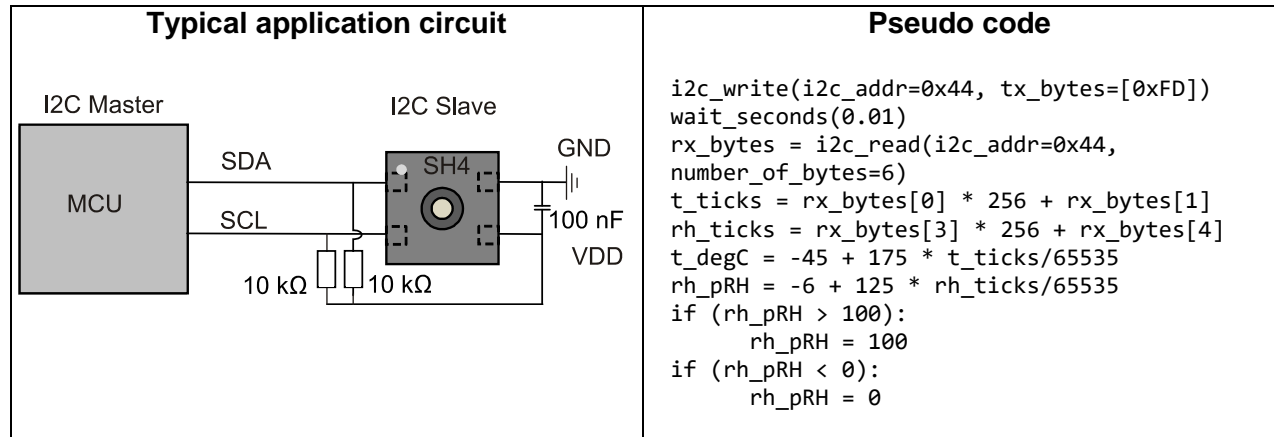 Typical application circuit
I2C Master
I2C Slave
MCU
SDA
SCL
SH4
GND
100 nF
VDD
10 kΩ
10 kΩ
Pseudo code
i2c_write(i2c_addr=0x44, tx_bytes=[0xFD])
wait_seconds(0.01)
rx_bytes = i2c_read(i2c_addr=0x44,
number_of_bytes=6)
t_ticks = rx_bytes[0] * 256 + rx_bytes[1]
rh_ticks = rx_bytes[3] * 256 + rx_bytes[4]
t_degC = -45 + 175 * t_ticks/65535
rh_pRH = -6 + 125 * rh_ticks/65535
if (rh_pRH > 100):
rh_pRH = 100
if (rh_pRH < 0):
rh_pRH = 0